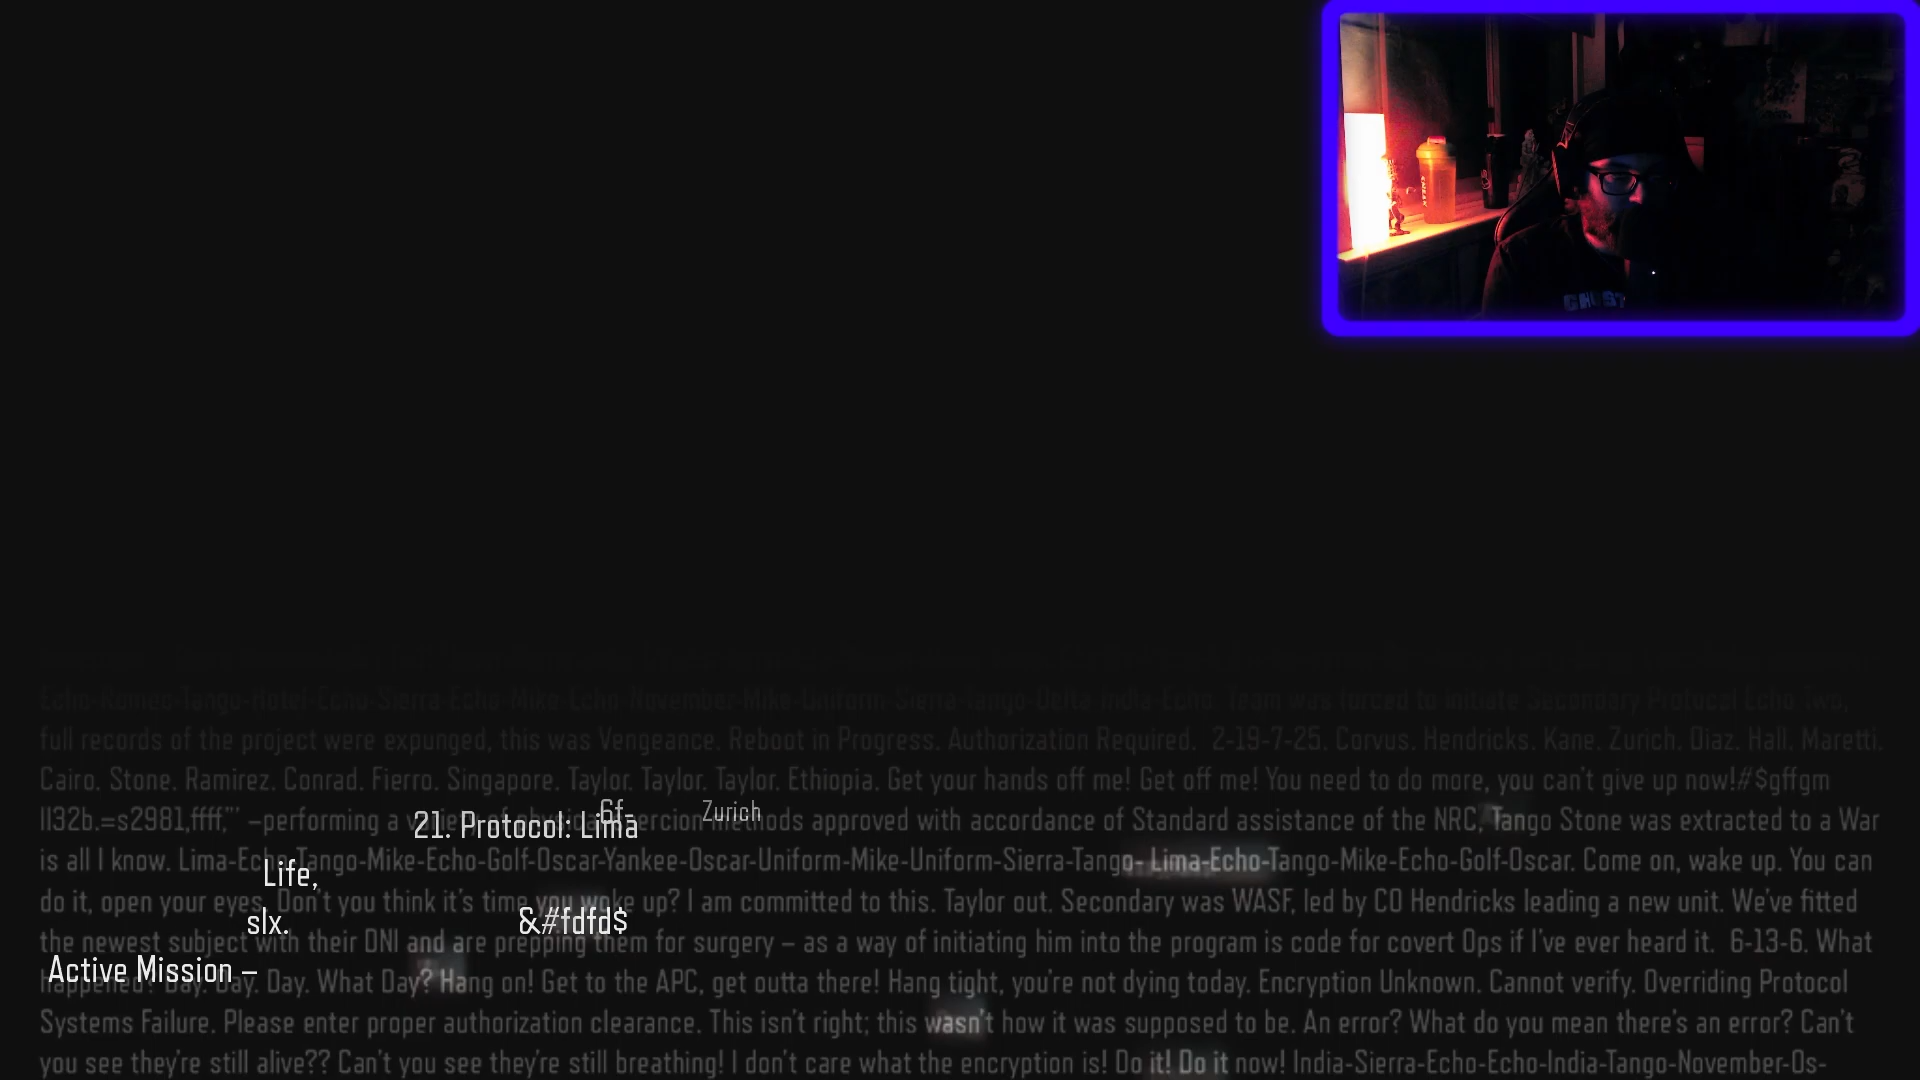 GHOST
Echo-Romeo-Tango-Hotel-Echo-Sierra-Echo-Mike-Echo-November-Mike-Uniform-Sierra-Tango-Delta-India-Echo. Team was forced to initiate Secondary Protocol Echo Two,
full records of the project were expunged, this was Vengeance. Reboot in Progress. Authorization Required. 2-19-7-25. Corvus. Hendricks. Kane. Zurich. Diaz. Hall. Maretti.
Cairo. Stone. Ramirez. Conrad. Fierro. Singapore. Taylor. Taylor. Taylor. Ethiopia. Get your hands off me! Get off me! You need to do more, you can't give up now!#$gffgm
ll32b.=s2981,ffff,"' –performing a methods approved with accordance of Standard assistance of the NRC, Tango Stone was extracted to a War
6f- Zurich
21. Protocol: Lima
is all I know. Lima-Echo-Tango-Mike-Echo-Golf-Oscar-Yankee-Oscar-Uniform-Mike-Uniform-Sierra-Tango- Lima-Echo-Tango-Mike-Echo-Golf-Oscar. Come on, wake up. You can
Life,
do it, open your eyes. Don't you think it's time you woke up? I am committed to this. Taylor out. Secondary was WASF, led by CO Hendricks leading a new unit. We've fitted
slx. &#fdfd$
the newest subject with their DNI and are prepping them for surgery – as a way of initiating him into the program is code for covert Ops if I've ever heard it. 6-13-6. What
Active Mission –
happened? Day. Day. Day. What Day? Hang on! Get to the APC, get outta there! Hang tight, you're not dying today. Encryption Unknown. Cannot verify. Overriding Protocol
Systems Failure. Please enter proper authorization clearance. This isn't right; this wasn't how it was supposed to be. An error? What do you mean there's an error? Can't
you see they're still alive?? Can't you see they're still breathing! I don't care what the encryption is! Do it! Do it now! India-Sierra-Echo-Echo-India-Tango-November-Os-